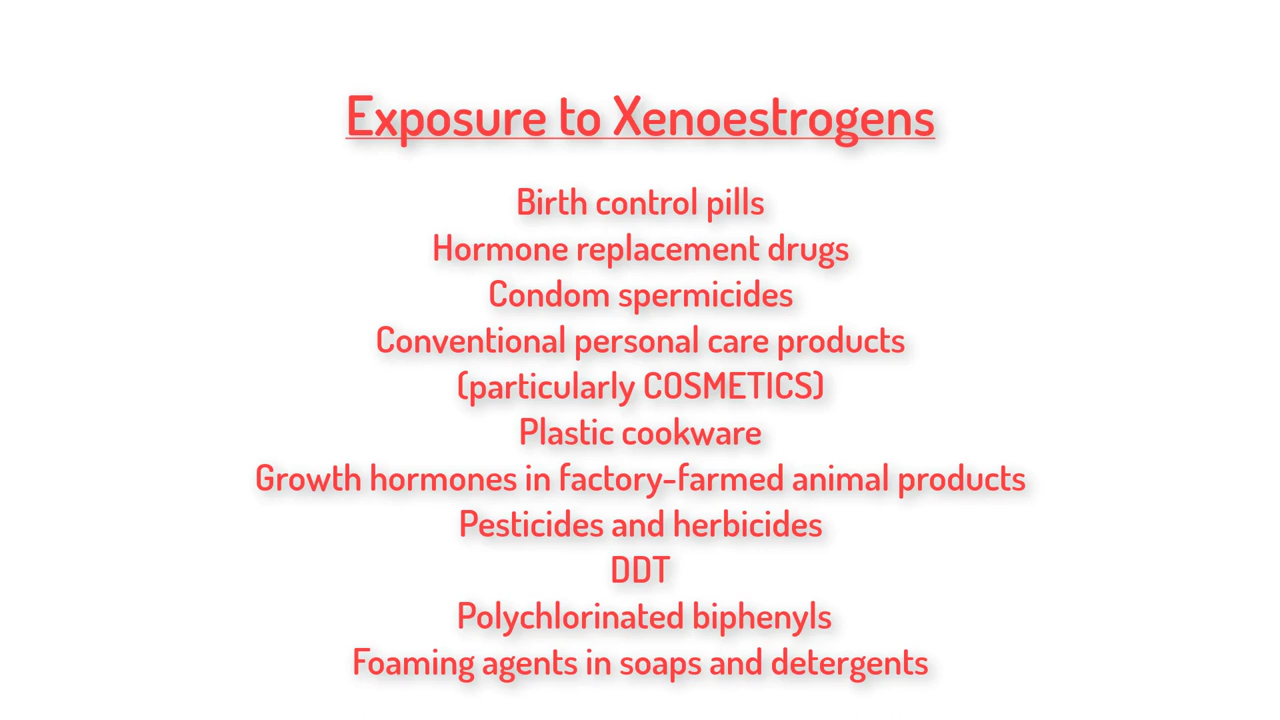 Exposure to Xenoestrogens
Birth control pills
Hormone replacement drugs
Condom spermicides
Conventional personal care products
(particularly COSMETICS)
Plastic cookware
Growth hormones in factory-farmed animal products
Pesticides and herbicides
DDT
Polychlorinated biphenyls
Foaming agents in soaps and detergents